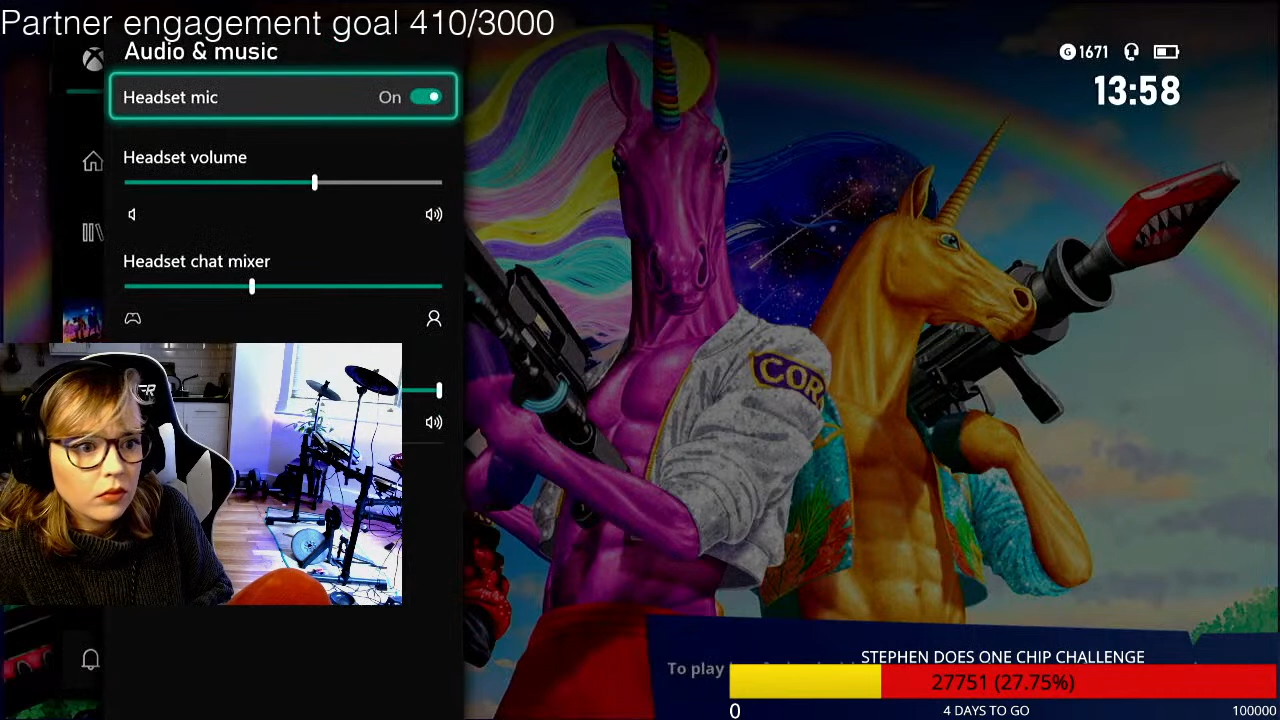 Partner engagement goal 410/3000
Audio & music
G 1671
13:58
Headset mic On
Headset volume
Headset chat mixer
COR
To play
STEPHEN DOES ONE CHIP CHALLENGE
27751 (27.75%)
0 4 DAYS TO GO 100000